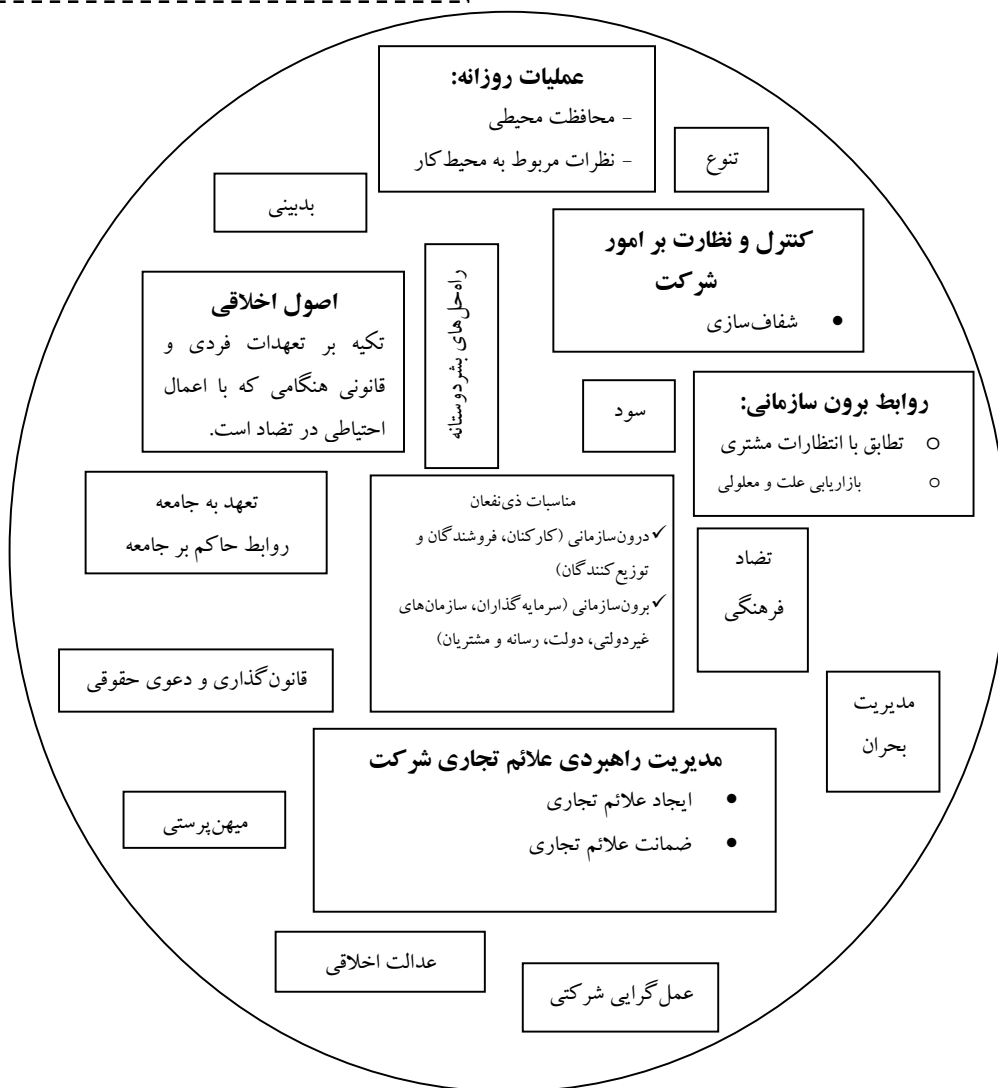 عملیات روزانه:
- محافظت محیطی
- نظرات مربوط به محیط کار
تنوع
بدبینی
کنترل و نظارت بر امور
شرکت
• شفاف‌سازی
راه‌حل‌های بشردوستانه
اصول اخلاقی
تکیه بر تعهدات فردی و
قانونی هنگامی که با اعمال
احتیاطی در تضاد است.
سود
روابط برون سازمانی:
o تطابق با انتظارات مشتری
o بازاریابی علت و معلولی
تعهد به جامعه
روابط حاکم بر جامعه
مناسبات ذی‌نفعان
✓ درون‌سازمانی (کارکنان، فروشندگان و
توزیع‌کنندگان)
✓ برون‌سازمانی (سرمایه‌گذاران، سازمان‌های
غیردولتی، دولت، رسانه و مشتریان)
تضاد
فرهنگی
قانون‌گذاری و دعوی حقوقی
مدیریت
بحران
مدیریت راهبردی علائم تجاری شرکت
• ایجاد علائم تجاری
• ضمانت علائم تجاری
میهن‌پرستی
عدالت اخلاقی
عمل‌گرایی شرکتی